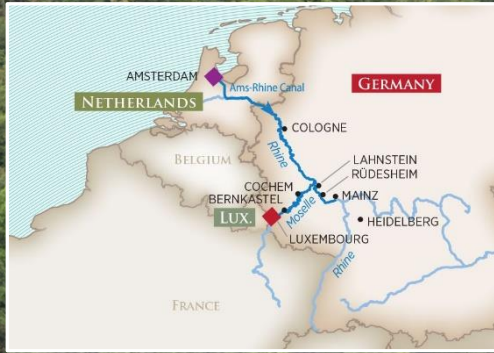 AMSTERDAM
Ams-Rhine Canal
GERMANY
NETHERLANDS
COLOGNE
Rhine
BELGIUM
LAHNSTEIN
RÜDESHEIM
COCHEM
BERNKASTEL
MAINZ
Moselle
LUX.
HEIDELBERG
LUXEMBOURG
Rhine
FRANCE